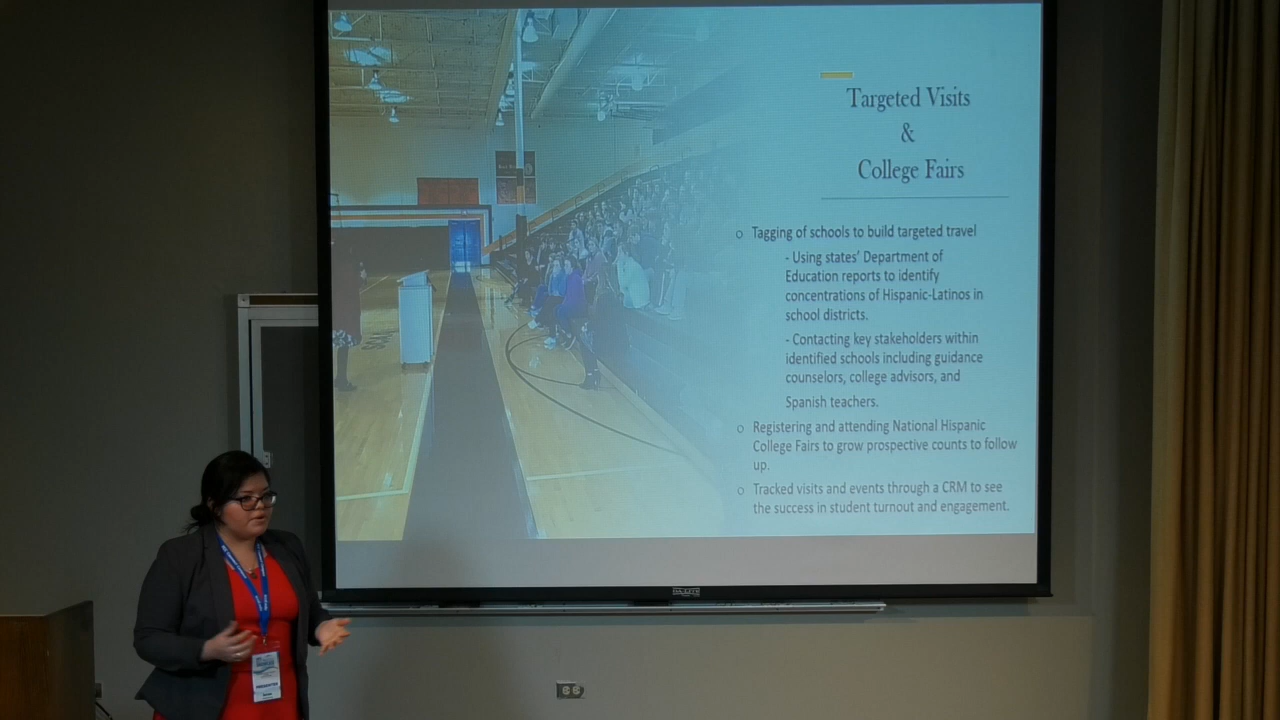 Targeted Visits
&
College Fairs
Tagging of schools to build targeted travel
- Using states' Department of
Education reports to identify
concentrations of Hispanic-Latinos in
school districts.
- Contacting key stakeholders within
identified schools including guidance
counselors, college advisors, and
Spanish teachers.
Registering and attending National Hispanic
College Fairs to grow prospective counts to follow
up.
Tracked visits and events through a CRM to see
the success in student turnout and engagement.
DA-LITE
PRESENTER